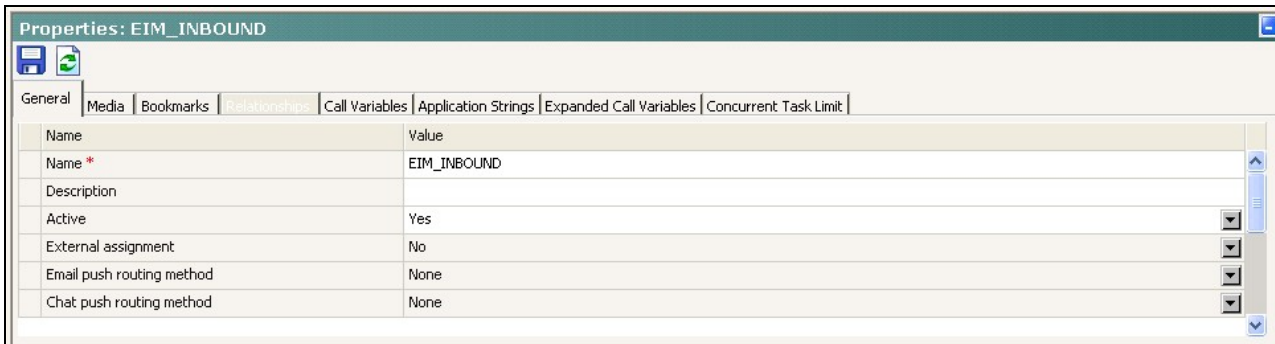 Properties: EIM_INBOUND
General Media Bookmarks Relationships Call Variables Application Strings Expanded Call Variables Concurrent Task Limit
Name Value
Name * EIM_INBOUND
Description
Active Yes
External assignment No
Email push routing method None
Chat push routing method None